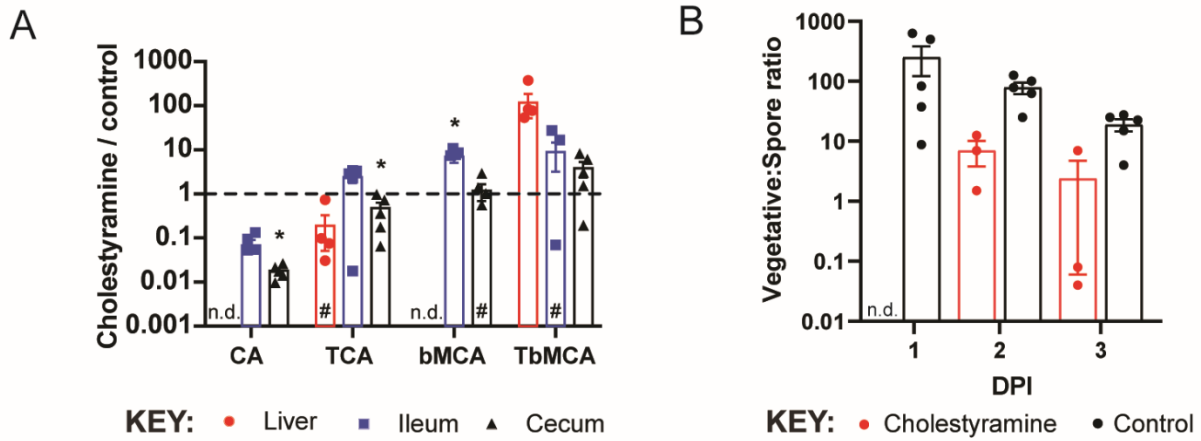 A
Cholestyramine / control
1000
100
10
1
0.1
0.01
0.001
* * *
n.d. # n.d. # #
CA TCA bMCA TbMCA
KEY: Liver Ileum Cecum
B
Vegetative:Spore ratio
1000
100
10
1
0.1
0.01
n.d.
1 2 3
DPI
KEY: Cholestyramine Control